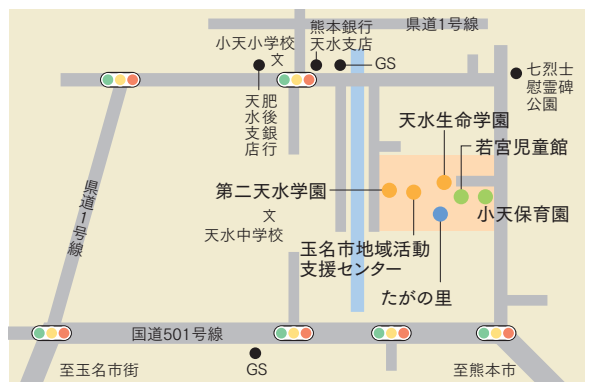 県道1号線
熊本銀行
天水支店
小天小学校
文
GS
七烈士
慰霊碑
公園
肥後銀行
天水支店
天水生命学園
若宮児童館
第二天水学園
小天保育園
文
天水中学校
玉名市地域活動
支援センター
たがの里
県道1号線
国道501号線
至玉名市街
GS
至熊本市